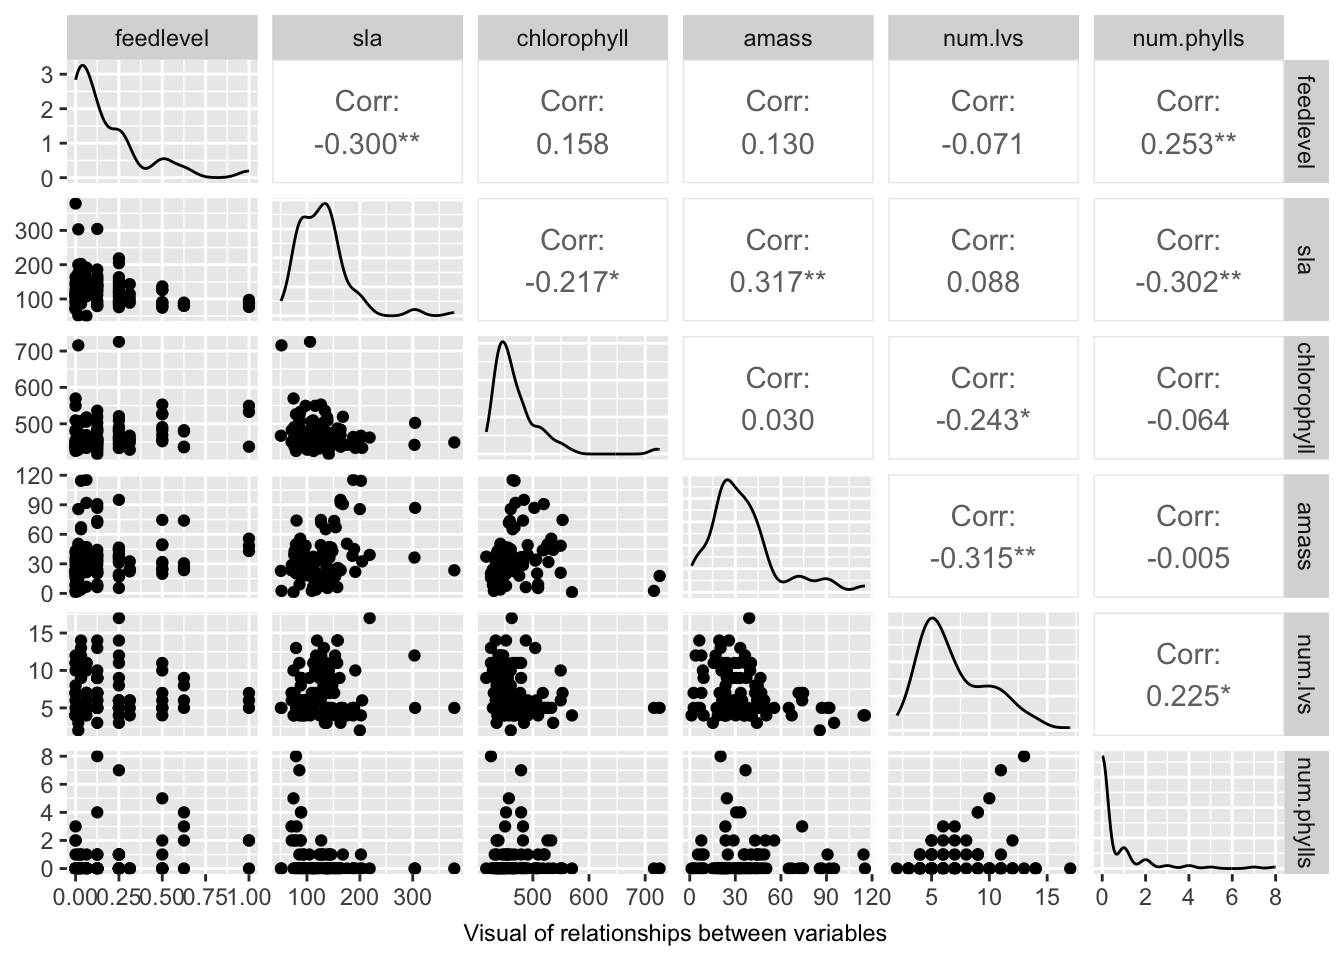 feedlevel sla chlorophyll amass num.lvs num.phylls
3
2
1
0
Corr:
-0.300**
Corr:
0.158
Corr:
0.130
Corr:
-0.071
Corr:
0.253**
feedlevel
300
200
100
Corr:
-0.217*
Corr:
0.317**
Corr:
0.088
Corr:
-0.302**
sla
700
600
500
Corr:
0.030
Corr:
-0.243*
Corr:
-0.064
chlorophyll
120
90
60
30
0
Corr:
-0.315**
Corr:
-0.005
amass
15
10
5
Corr:
0.225*
num.lvs
8
6
4
2
0
num.phylls
0.00 0.25 0.50 0.75 1.00 100 200 300 500 600 700 0 30 60 90 120 5 10 15 0 2 4 6 8
Visual of relationships between variables